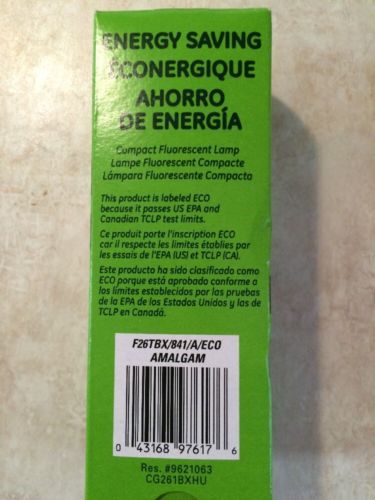 ENERGY SAVING
ÉCONERGIQUE
AHORRO
DE ENERGÍA
Compact Fluorescent Lamp
Lampe Fluorescent Compacte
Lámpara Fluorescente Compacta
This product is labeled ECO
because it passes US EPA and
Canadian TCLP test limits.
Ce produit porte l'inscription ECO
car il respecte les limites établies par
les essais de l'EPA (US) et TCLP (CA).
Este producto ha sido clasificado como
ECO porque está aprobado conforme a
los límites establecidos por las pruebas
de la EPA de los Estados Unidos y las de
TCLP en Canadá.
F26TBX/841/A/ECO
AMALGAM
0 43168 97617 6
Res. #9621063
CG261BXHU